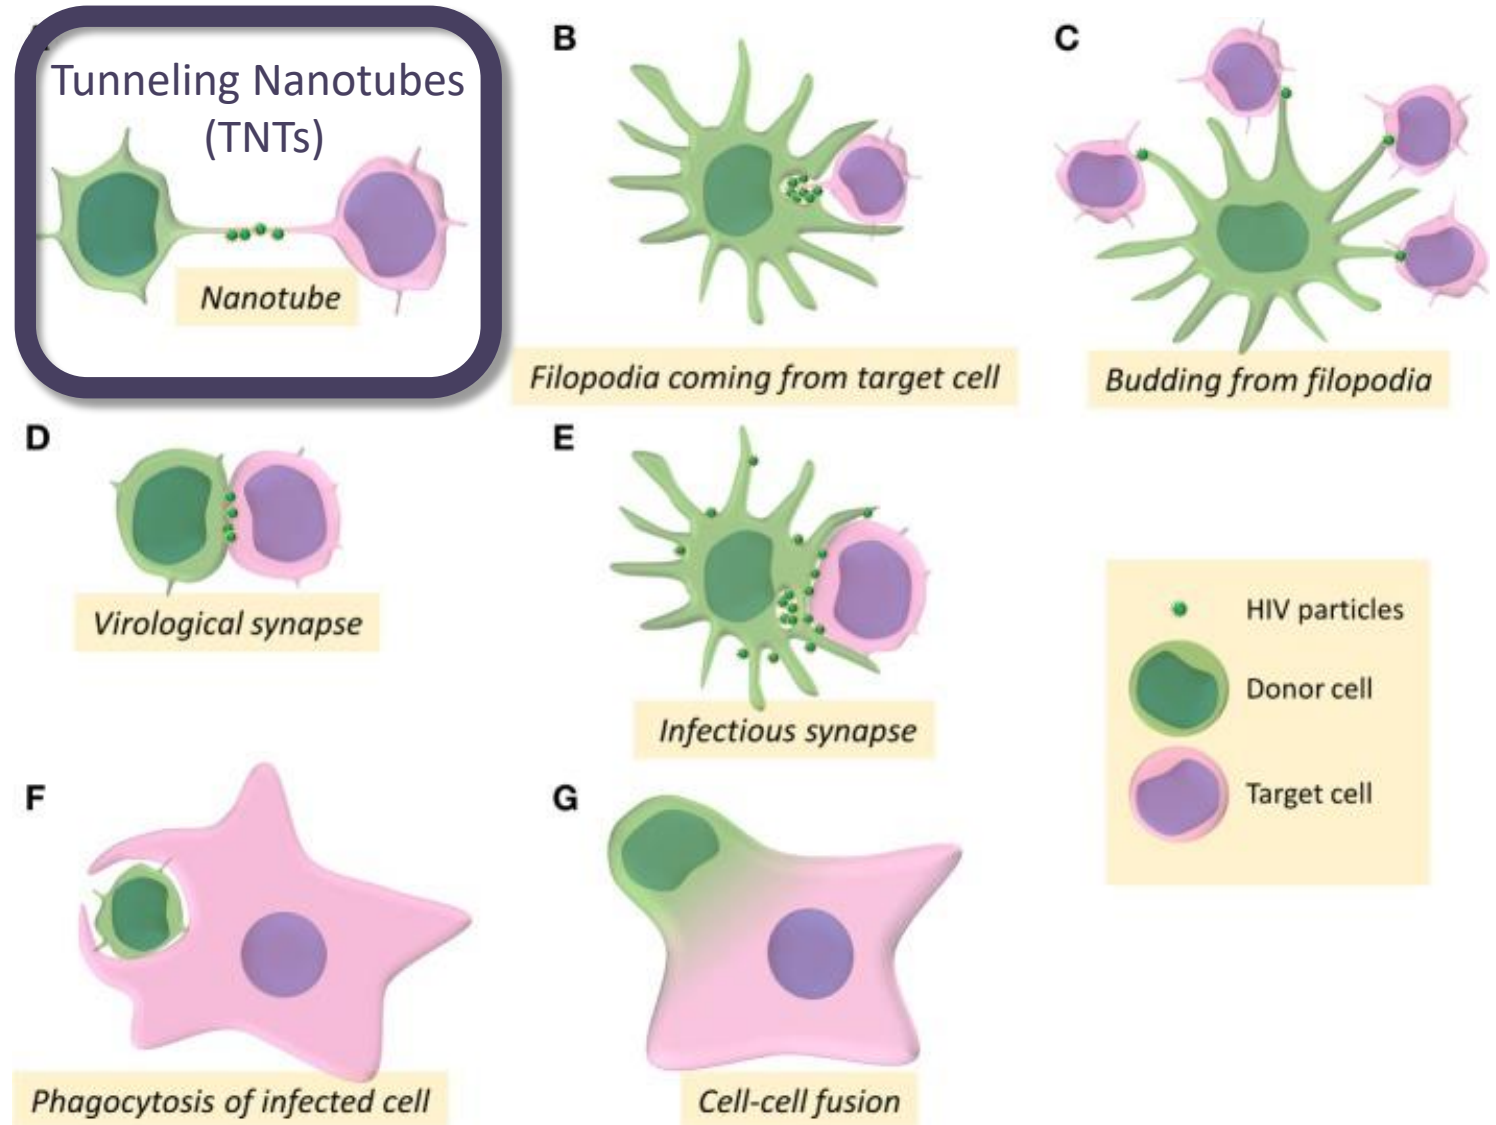 Tunneling Nanotubes
(TNTs)
Nanotube
B
Filopodia coming from target cell
C
Budding from filopodia
D
Virological synapse
E
Infectious synapse
HIV particles
Donor cell
Target cell
F
Phagocytosis of infected cell
G
Cell-cell fusion